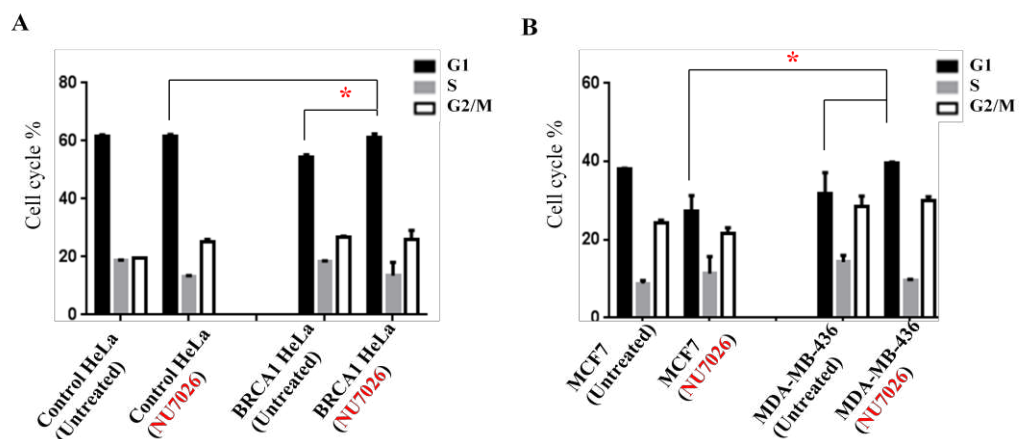 A
B
G1
S
G2/M
*
80
60
40
20
0
Cell cycle %
Control HeLa
(Untreated)
Control HeLa
(NU7026)
BRCA1 HeLa
(Untreated)
BRCA1 HeLa
(NU7026)
G1
S
G2/M
*
60
40
20
0
Cell cycle %
MCF7
(Untreated)
MCF7
(NU7026)
MDA-MB-436
(Untreated)
MDA-MB-436
(NU7026)